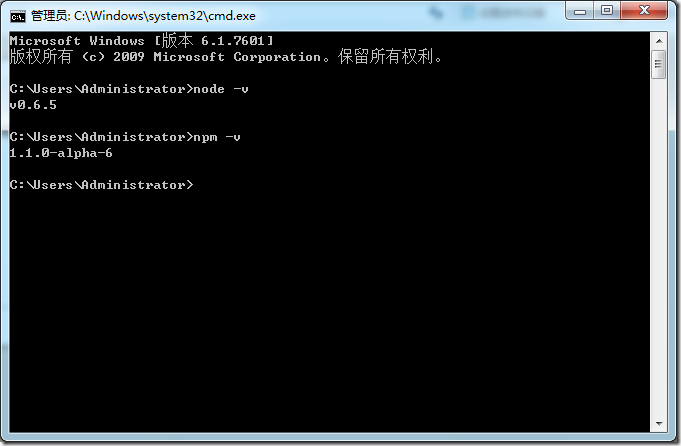 管理员: C:\Windows\system32\cmd.exe
Microsoft Windows [版本 6.1.7601]
版权所有 (c) 2009 Microsoft Corporation。保留所有权利。
C:\Users\Administrator>node -v
v0.6.5
C:\Users\Administrator>npm -v
1.1.0-alpha-6
C:\Users\Administrator>